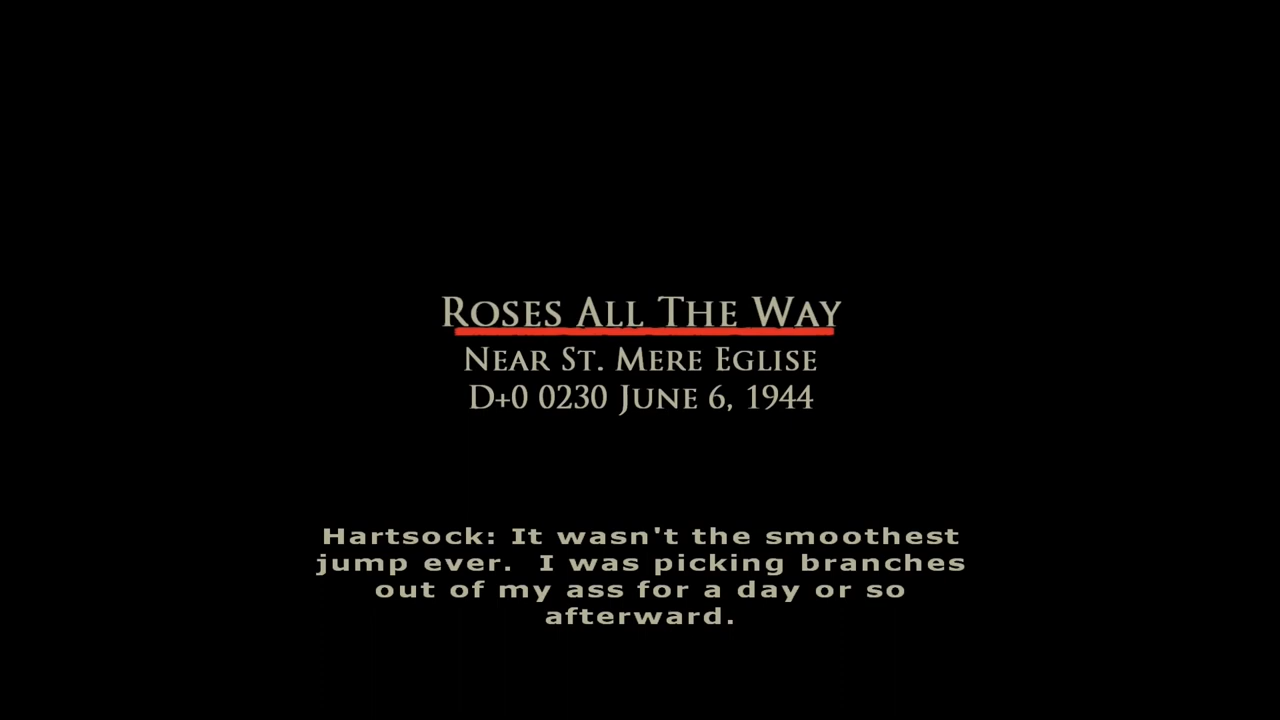 Roses All The Way
Near St. Mere Eglise
D+0 0230 June 6, 1944
Hartsock: It wasn't the smoothest
jump ever.  I was picking branches
out of my ass for a day or so
afterward.